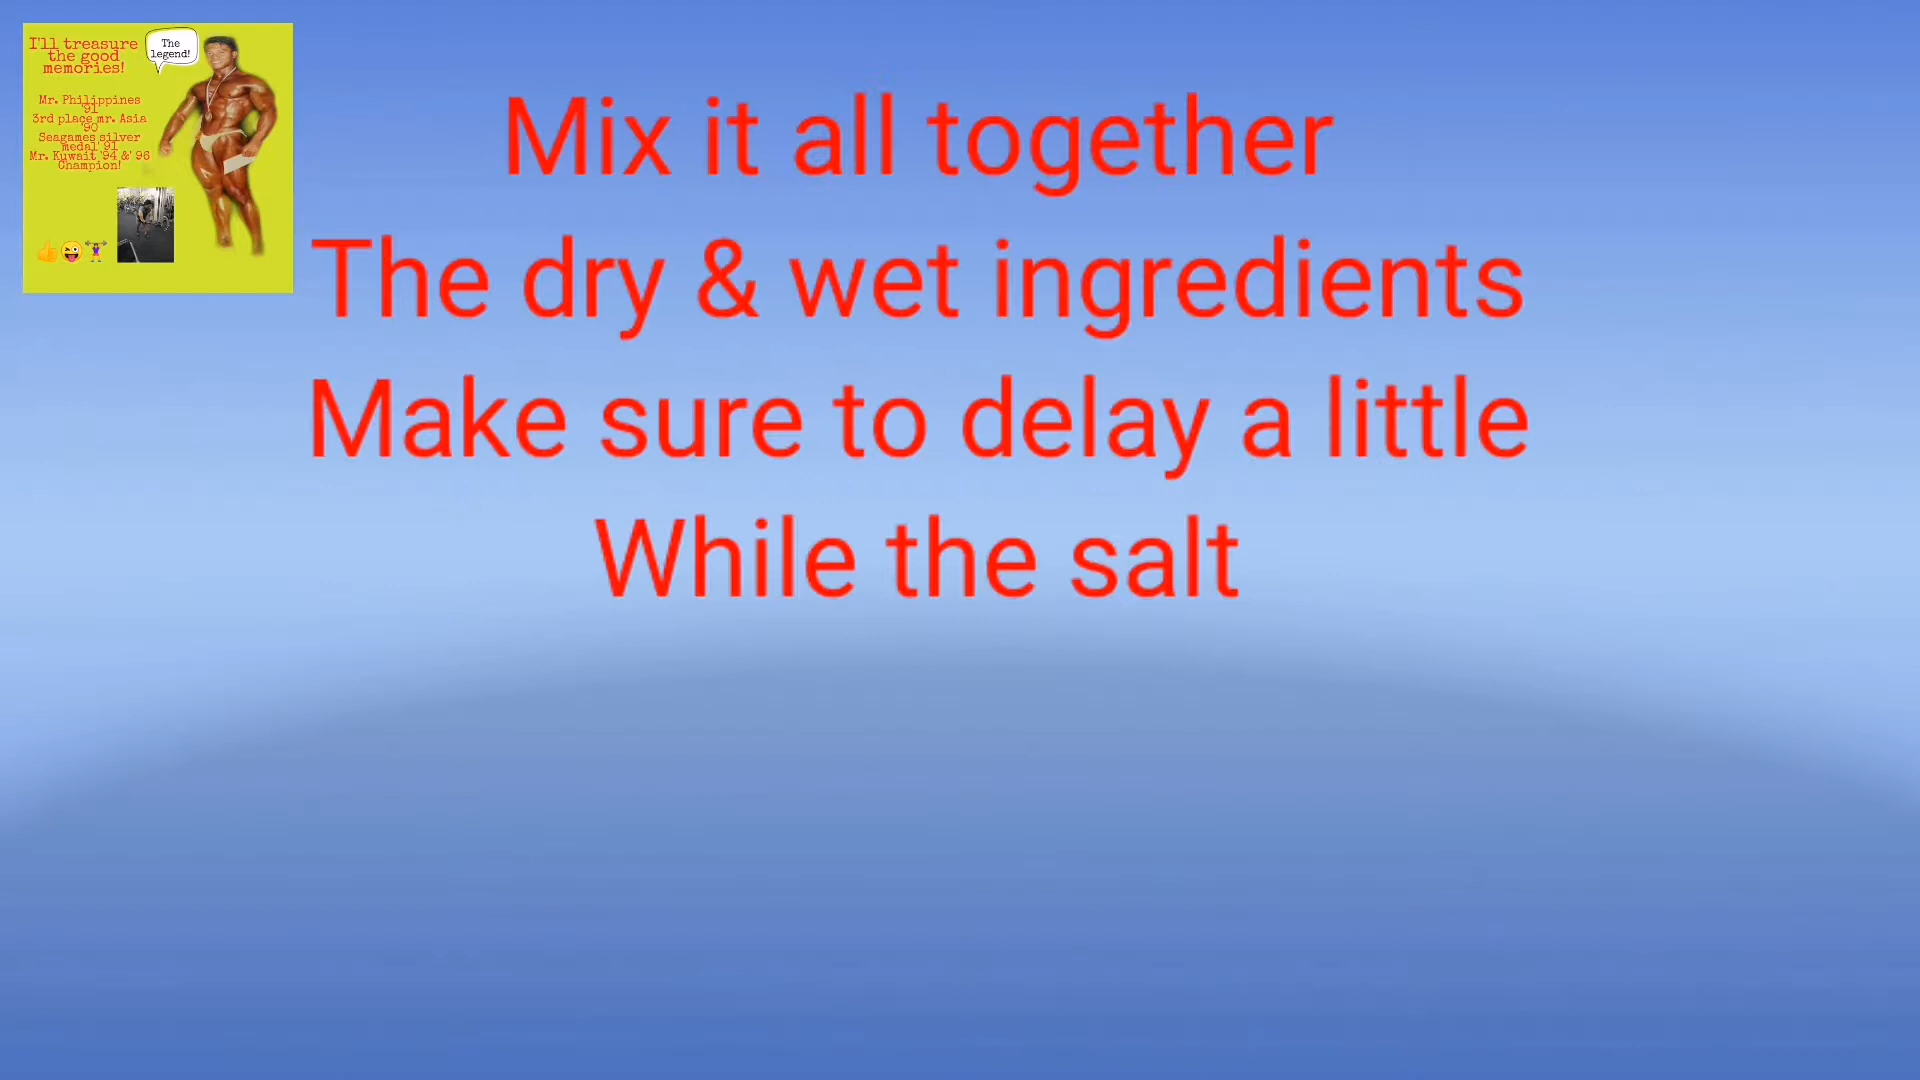 I'll treasure
the good
memories!
The
legend!
Mr. Philippines
'91
3rd place mr. Asia
'90
Seagames silver
medal' 91
Mr. Kuwait '94 &' 96
Champion!
Mix it all together
The dry & wet ingredients
Make sure to delay a little
While the salt